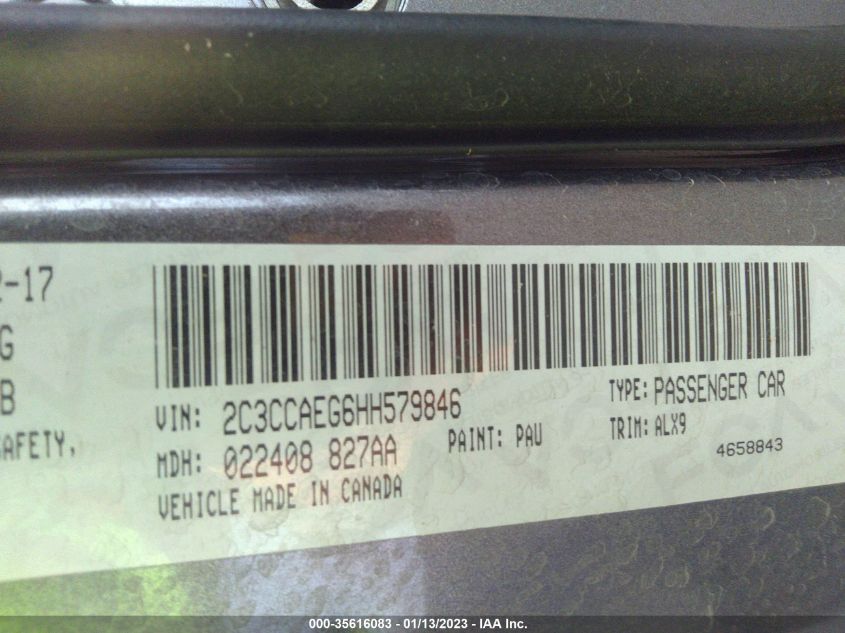 2-17
G
B
SAFETY,
VIN: 2C3CCAEG6HH579846
TYPE: PASSENGER CAR
MDH: 022408 827AA
PAINT: PAU
TRIM: ALX9
VEHICLE MADE IN CANADA
4658843
000-35616083 - 01/13/2023 - IAA Inc.